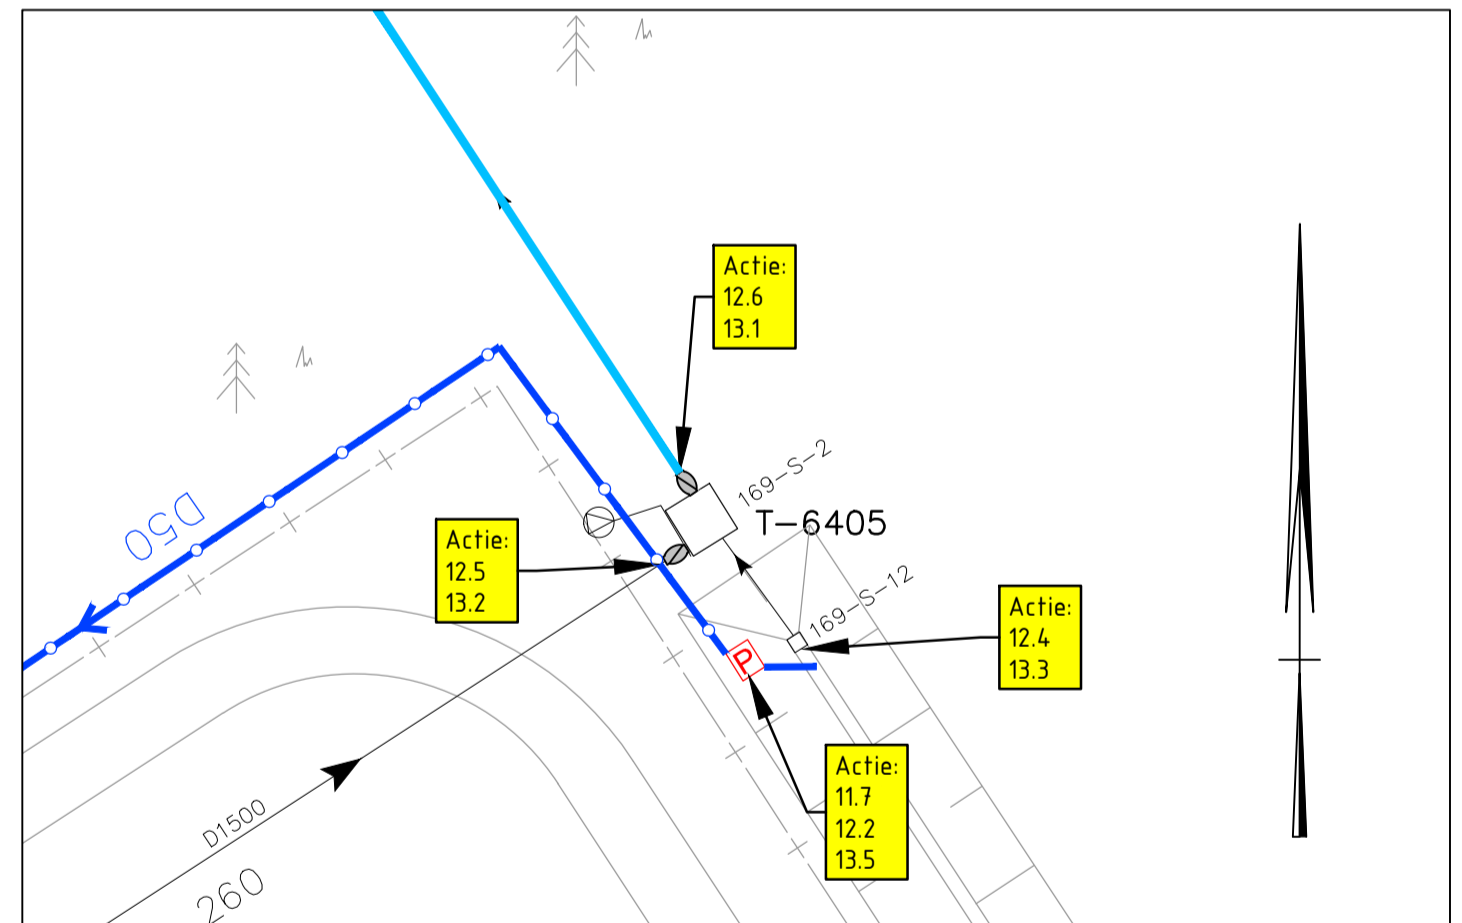 Actie:
12.6
13.1
169-S-2
T-6405
D50
Actie:
12.5
13.2
169-S-12
Actie:
12.4
13.3
P
Actie:
11.7
12.2
13.5
D1500
260